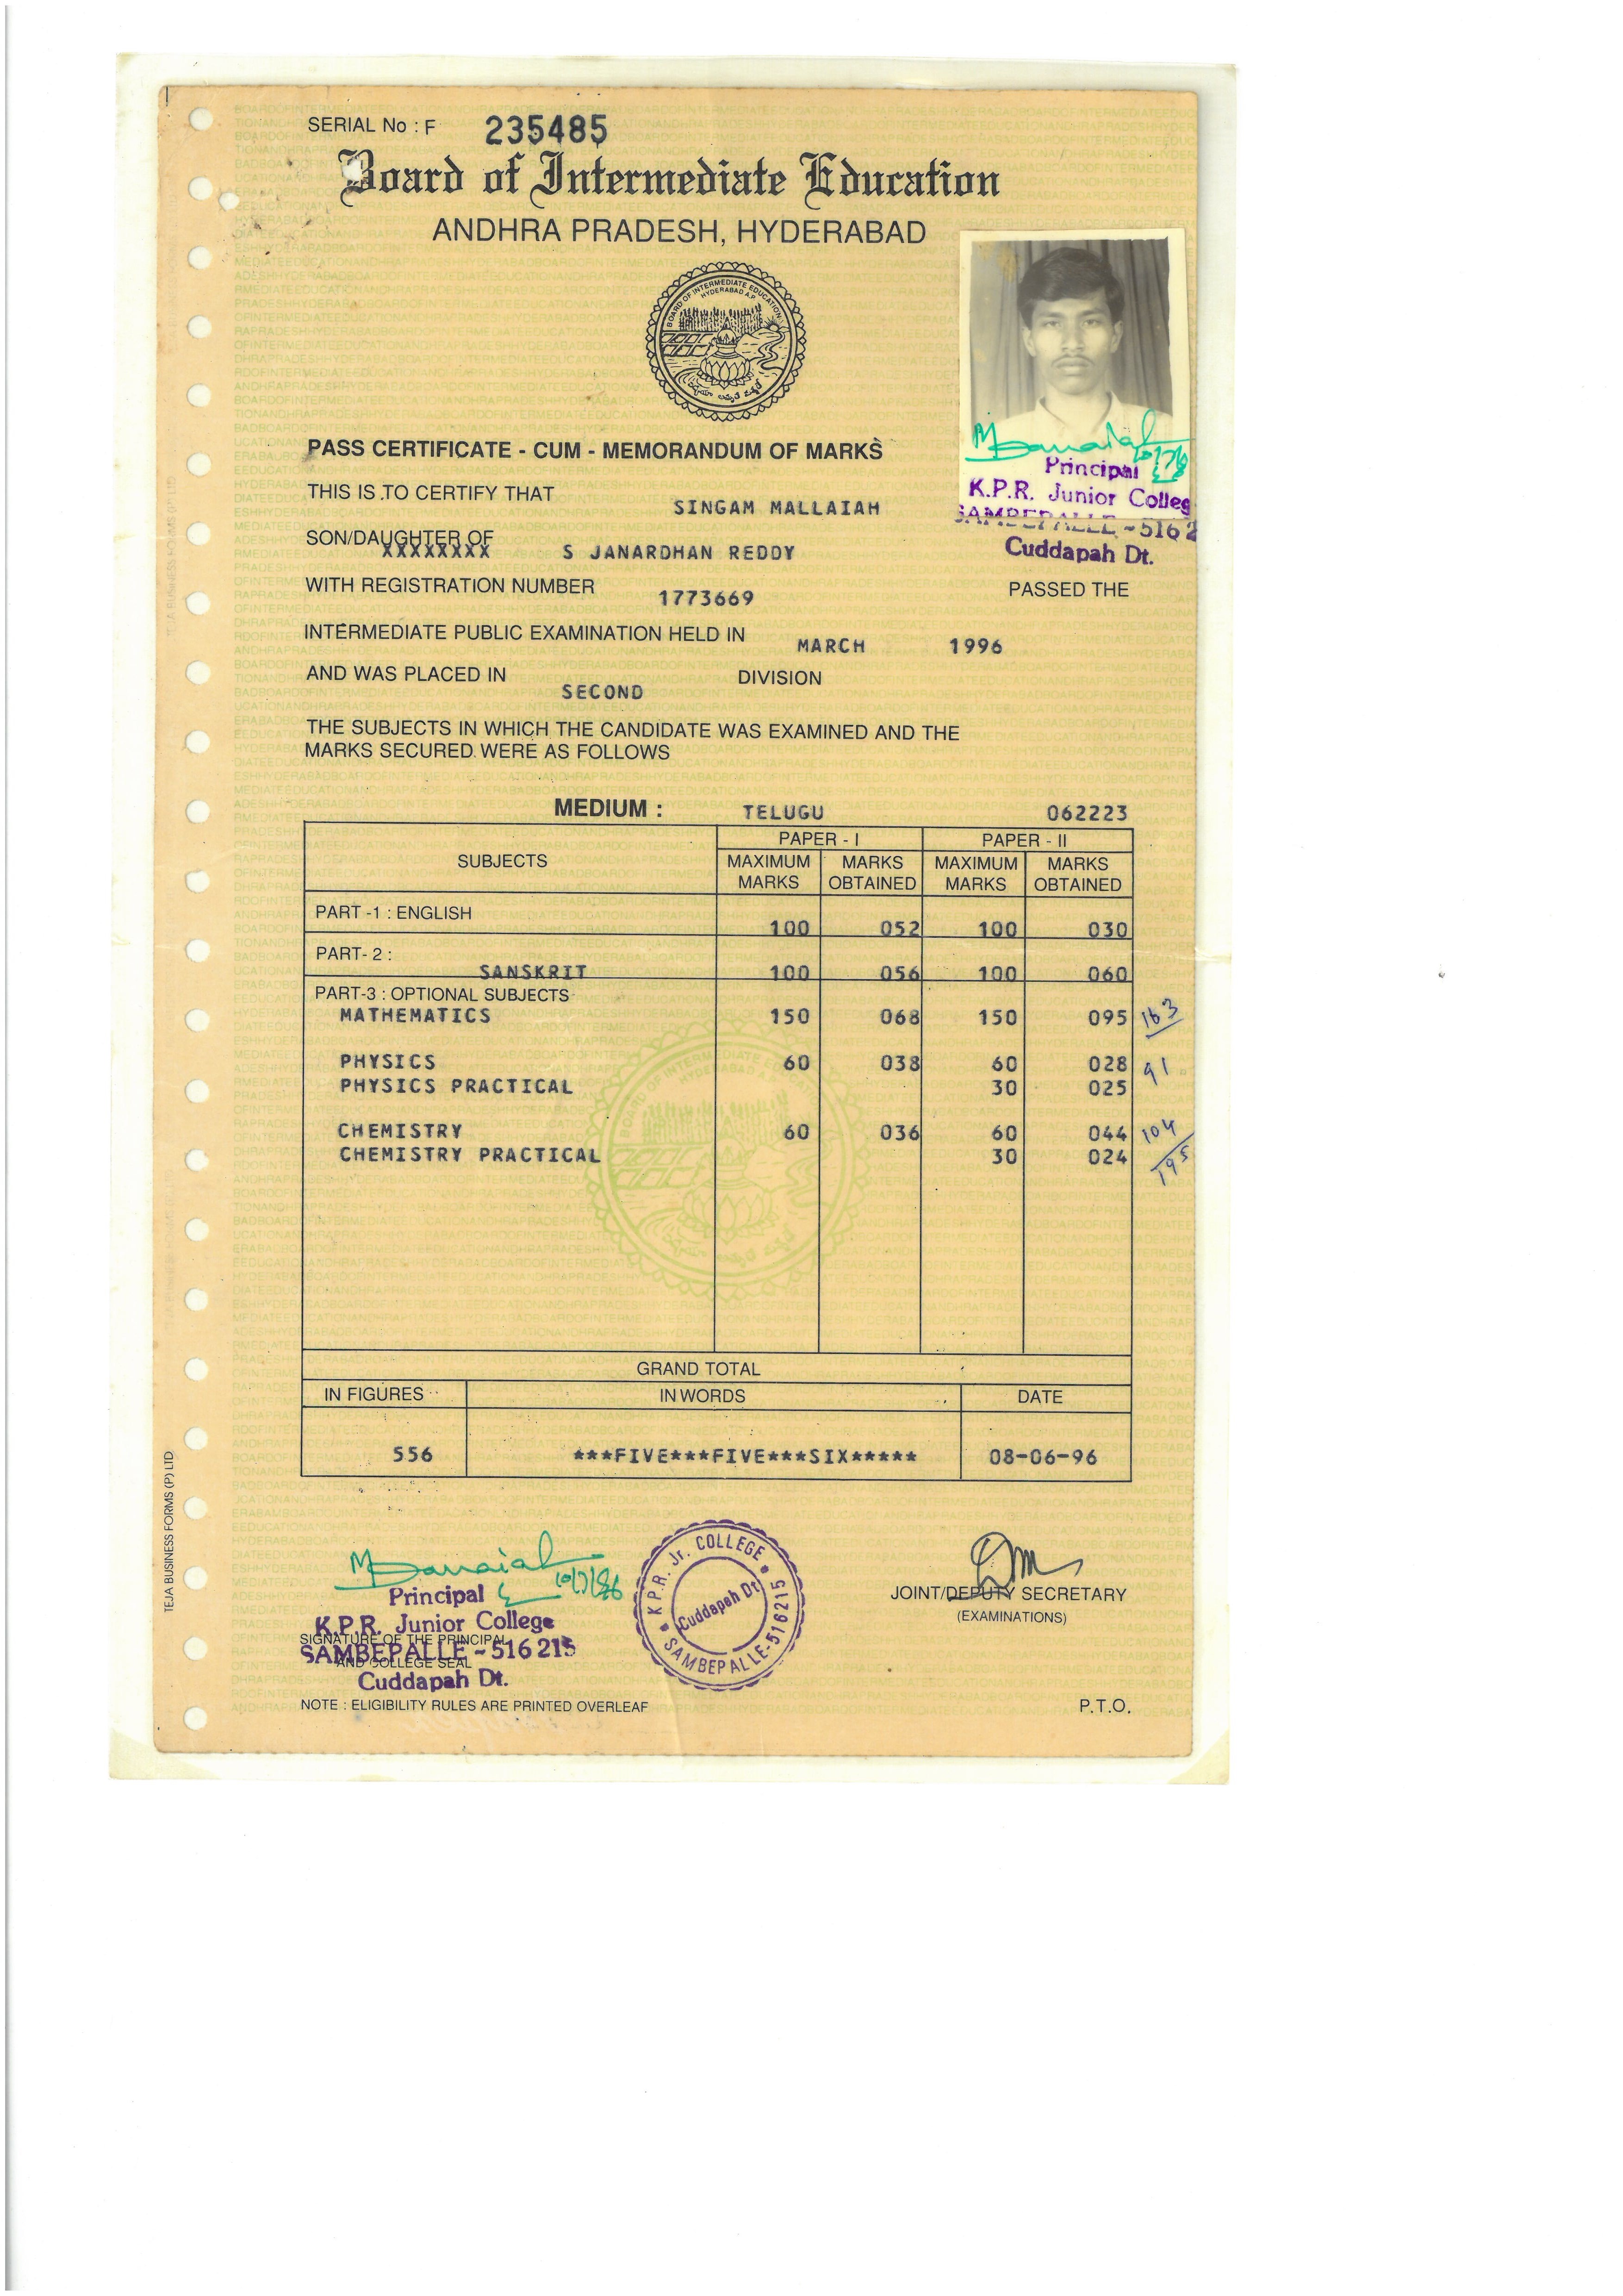 SERIAL No : F 235485
Board of Intermediate Education
ANDHRA PRADESH, HYDERABAD
BOARD OF INTERMEDIATE EDUCATION
HYDERABAD A.P
PASS CERTIFICATE - CUM - MEMORANDUM OF MARKS
Principal
K.P.R. Junior Colleg
SAMBEPALLE - 516 2
Cuddapah Dt.
THIS IS TO CERTIFY THAT SINGAM MALLAIAH
SON/DAUGHTER OF S JANARDHAN REDDY
XXXXXXXX
WITH REGISTRATION NUMBER 1773669 PASSED THE
INTERMEDIATE PUBLIC EXAMINATION HELD IN MARCH 1996
AND WAS PLACED IN SECOND DIVISION
THE SUBJECTS IN WHICH THE CANDIDATE WAS EXAMINED AND THE
MARKS SECURED WERE AS FOLLOWS
MEDIUM : TELUGU 062223
SUBJECTS PAPER - I PAPER - II
MAXIMUM MARKS MARKS OBTAINED MAXIMUM MARKS MARKS OBTAINED
PART -1 : ENGLISH 100 052 100 030
PART- 2 : SANSKRIT 100 056 100 060
PART-3 : OPTIONAL SUBJECTS
MATHEMATICS 150 068 150 095 163
PHYSICS 60 038 60 028 91
PHYSICS PRACTICAL 30 025
CHEMISTRY 60 036 60 044 104
CHEMISTRY PRACTICAL 30 024 195
GRAND TOTAL
IN FIGURES IN WORDS DATE
556 ***FIVE***FIVE***SIX***** 08-06-96
10/7/96
Principal
K.P.R. Junior College
SIGNATURE OF THE PRINCIPAL
SAMBEPALLE - 516 215
AND COLLEGE SEAL
Cuddapah Dt.
K.P.R. Jr. COLLEGE
Cuddapah Dt
SAMBEPALLE-516215
JOINT/DEPUTY SECRETARY
(EXAMINATIONS)
NOTE : ELIGIBILITY RULES ARE PRINTED OVERLEAF P.T.O.
TEJA BUSINESS FORMS (P) LTD